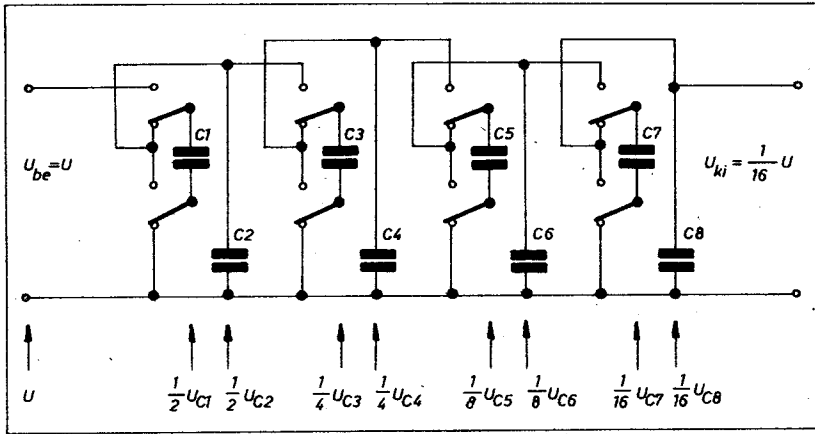 C1 C3 C5 C7
U_be=U U_ki = 1/16 U
C2 C4 C6 C8
U 1/2 U_C1 1/2 U_C2 1/4 U_C3 1/4 U_C4 1/8 U_C5 1/8 U_C6 1/16 U_C7 1/16 U_C8